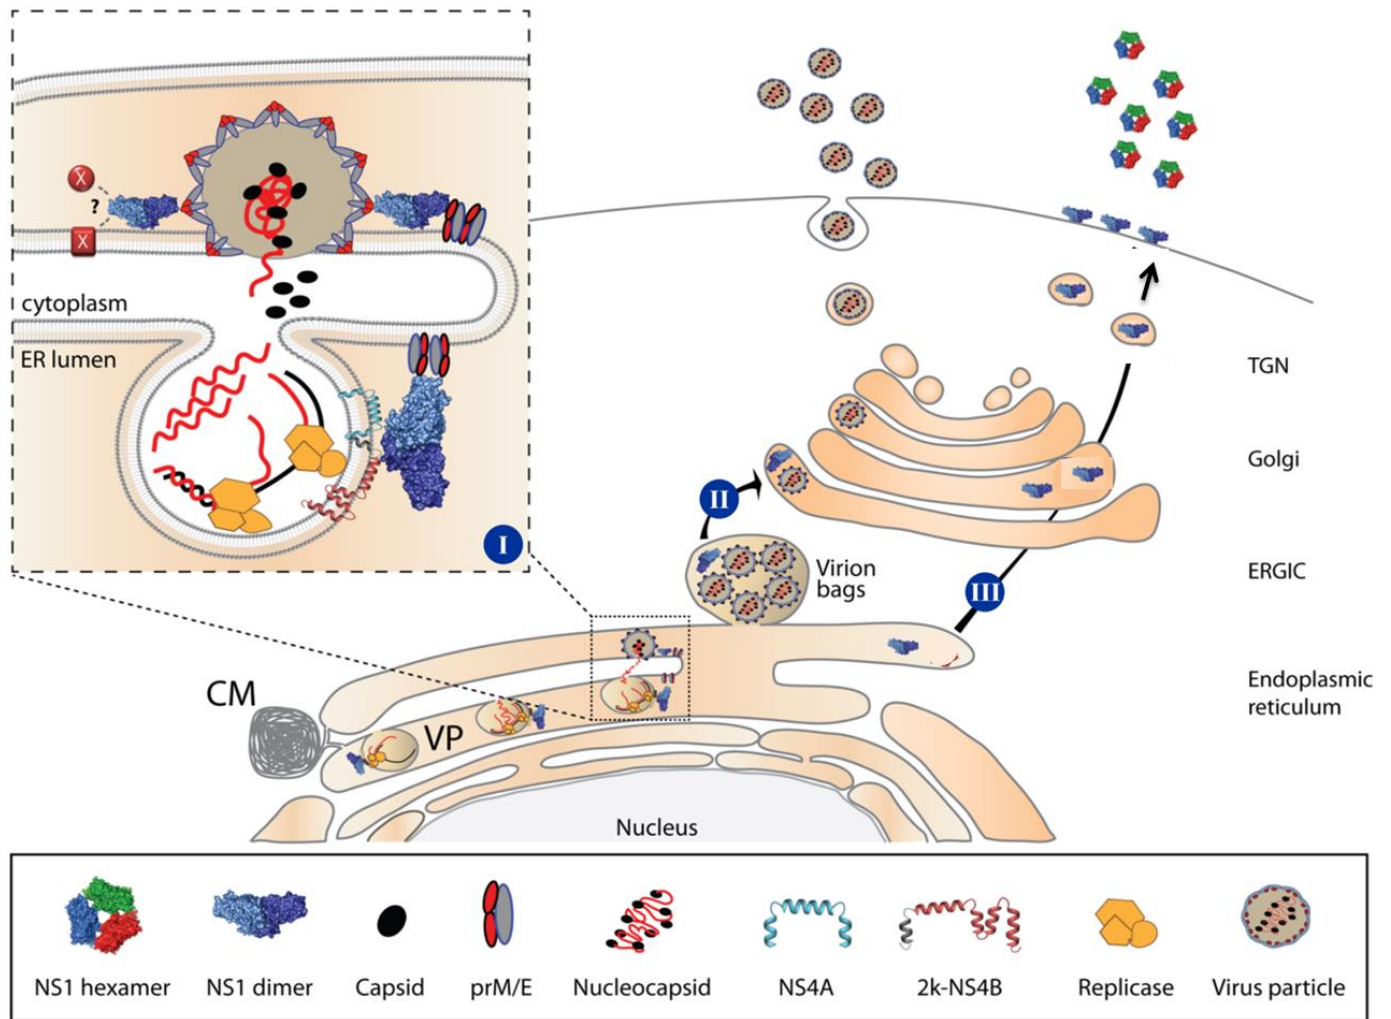 X
?
X
cytoplasm
ER lumen
I
II
III
Virion
bags
TGN
Golgi
ERGIC
Endoplasmic
reticulum
CM
VP
Nucleus
NS1 hexamer
NS1 dimer
Capsid
prM/E
Nucleocapsid
NS4A
2k-NS4B
Replicase
Virus particle